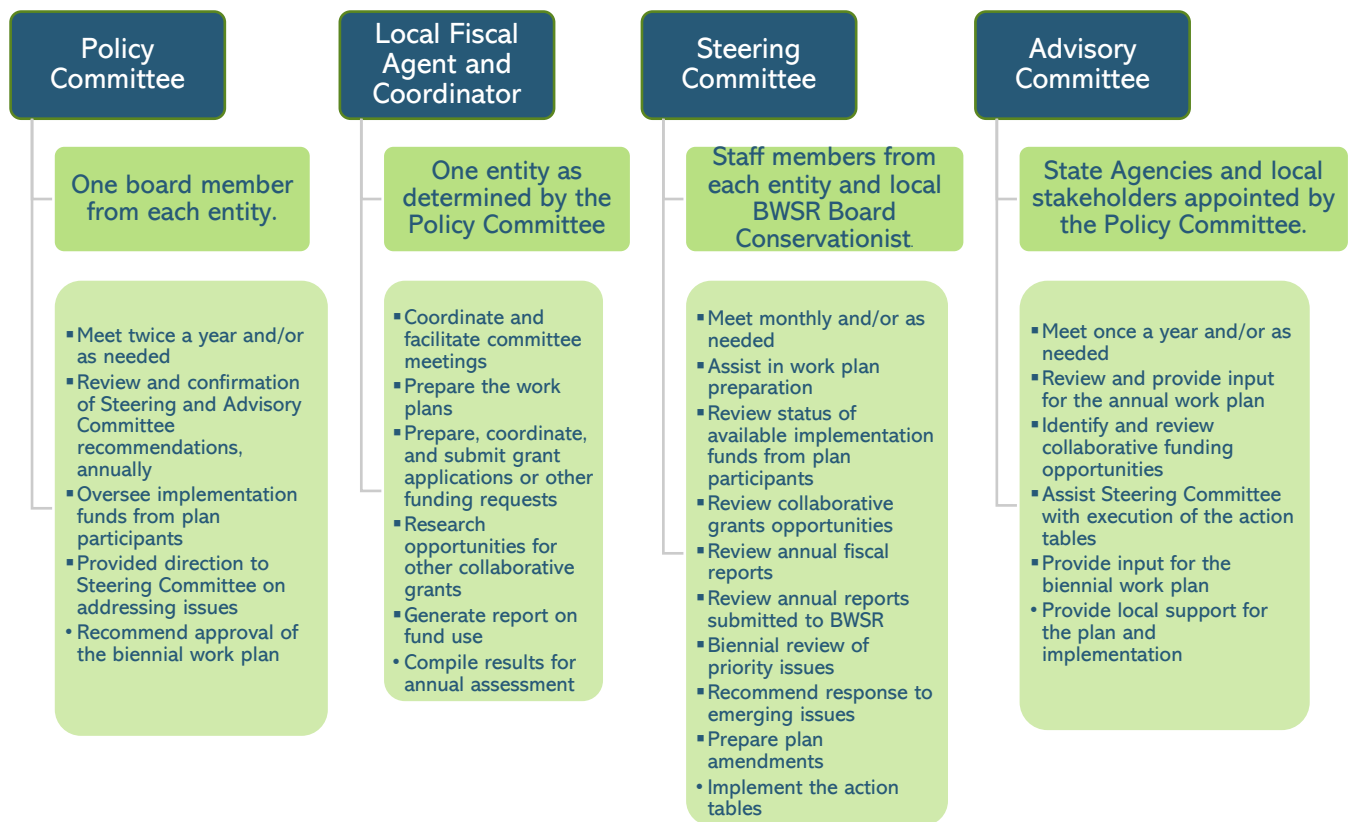 Policy
Committee
One board member
from each entity.
▪ Meet twice a year and/or
as needed
▪ Review and confirmation
of Steering and Advisory
Committee
recommendations,
annually
▪ Oversee implementation
funds from plan
participants
▪ Provided direction to
Steering Committee on
addressing issues
• Recommend approval of
the biennial work plan
Local Fiscal
Agent and
Coordinator
One entity as
determined by the
Policy Committee
▪ Coordinate and
facilitate committee
meetings
▪ Prepare the work
plans
▪ Prepare, coordinate,
and submit grant
applications or other
funding requests
▪ Research
opportunities for
other collaborative
grants
▪ Generate report on
fund use
• Compile results for
annual assessment
Steering
Committee
Staff members from
each entity and local
BWSR Board
Conservationist.
▪ Meet monthly and/or as
needed
▪ Assist in work plan
preparation
▪ Review status of
available implementation
funds from plan
participants
▪ Review collaborative
grants opportunities
▪ Review annual fiscal
reports
▪ Review annual reports
submitted to BWSR
▪ Biennial review of
priority issues
▪ Recommend response to
emerging issues
▪ Prepare plan
amendments
• Implement the action
tables
Advisory
Committee
State Agencies and local
stakeholders appointed by
the Policy Committee.
▪ Meet once a year and/or as
needed
▪ Review and provide input
for the annual work plan
▪ Identify and review
collaborative funding
opportunities
▪ Assist Steering Committee
with execution of the action
tables
▪ Provide input for the
biennial work plan
• Provide local support for
the plan and
implementation